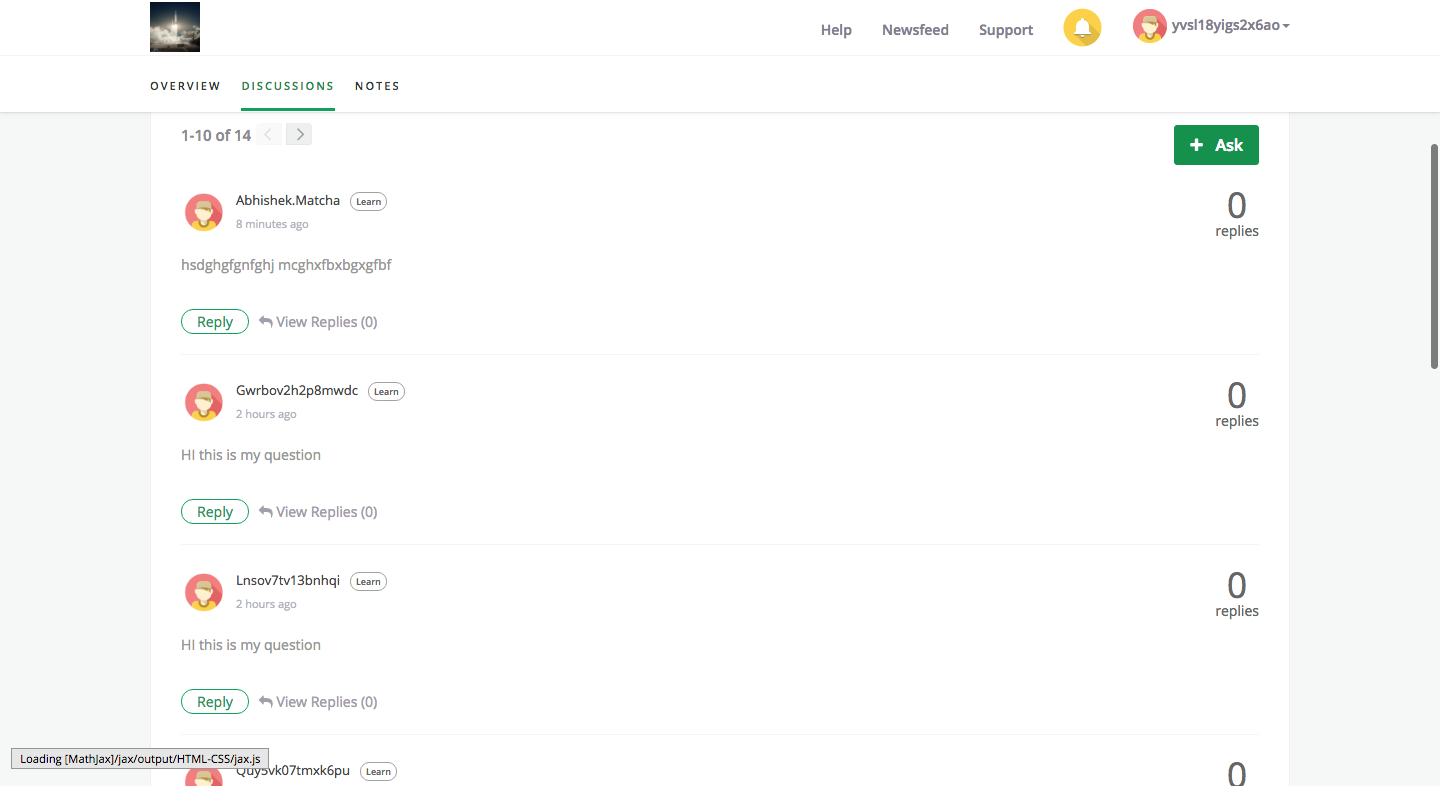 Help Newsfeed Support yvsl18yigs2x6ao
OVERVIEW DISCUSSIONS NOTES
1-10 of 14
+ Ask
Abhishek.Matcha Learn
8 minutes ago
0
replies
hsdghgfgnfghj mcghxfbxbgxgfbf
Reply View Replies (0)
Gwrbov2h2p8mwdc Learn
2 hours ago
0
replies
HI this is my question
Reply View Replies (0)
Lnsov7tv13bnhqi Learn
2 hours ago
0
replies
HI this is my question
Reply View Replies (0)
Loading [MathJax]/jax/output/HTML-CSS/jax.js
Quy5vk07tmxk6pu Learn
0